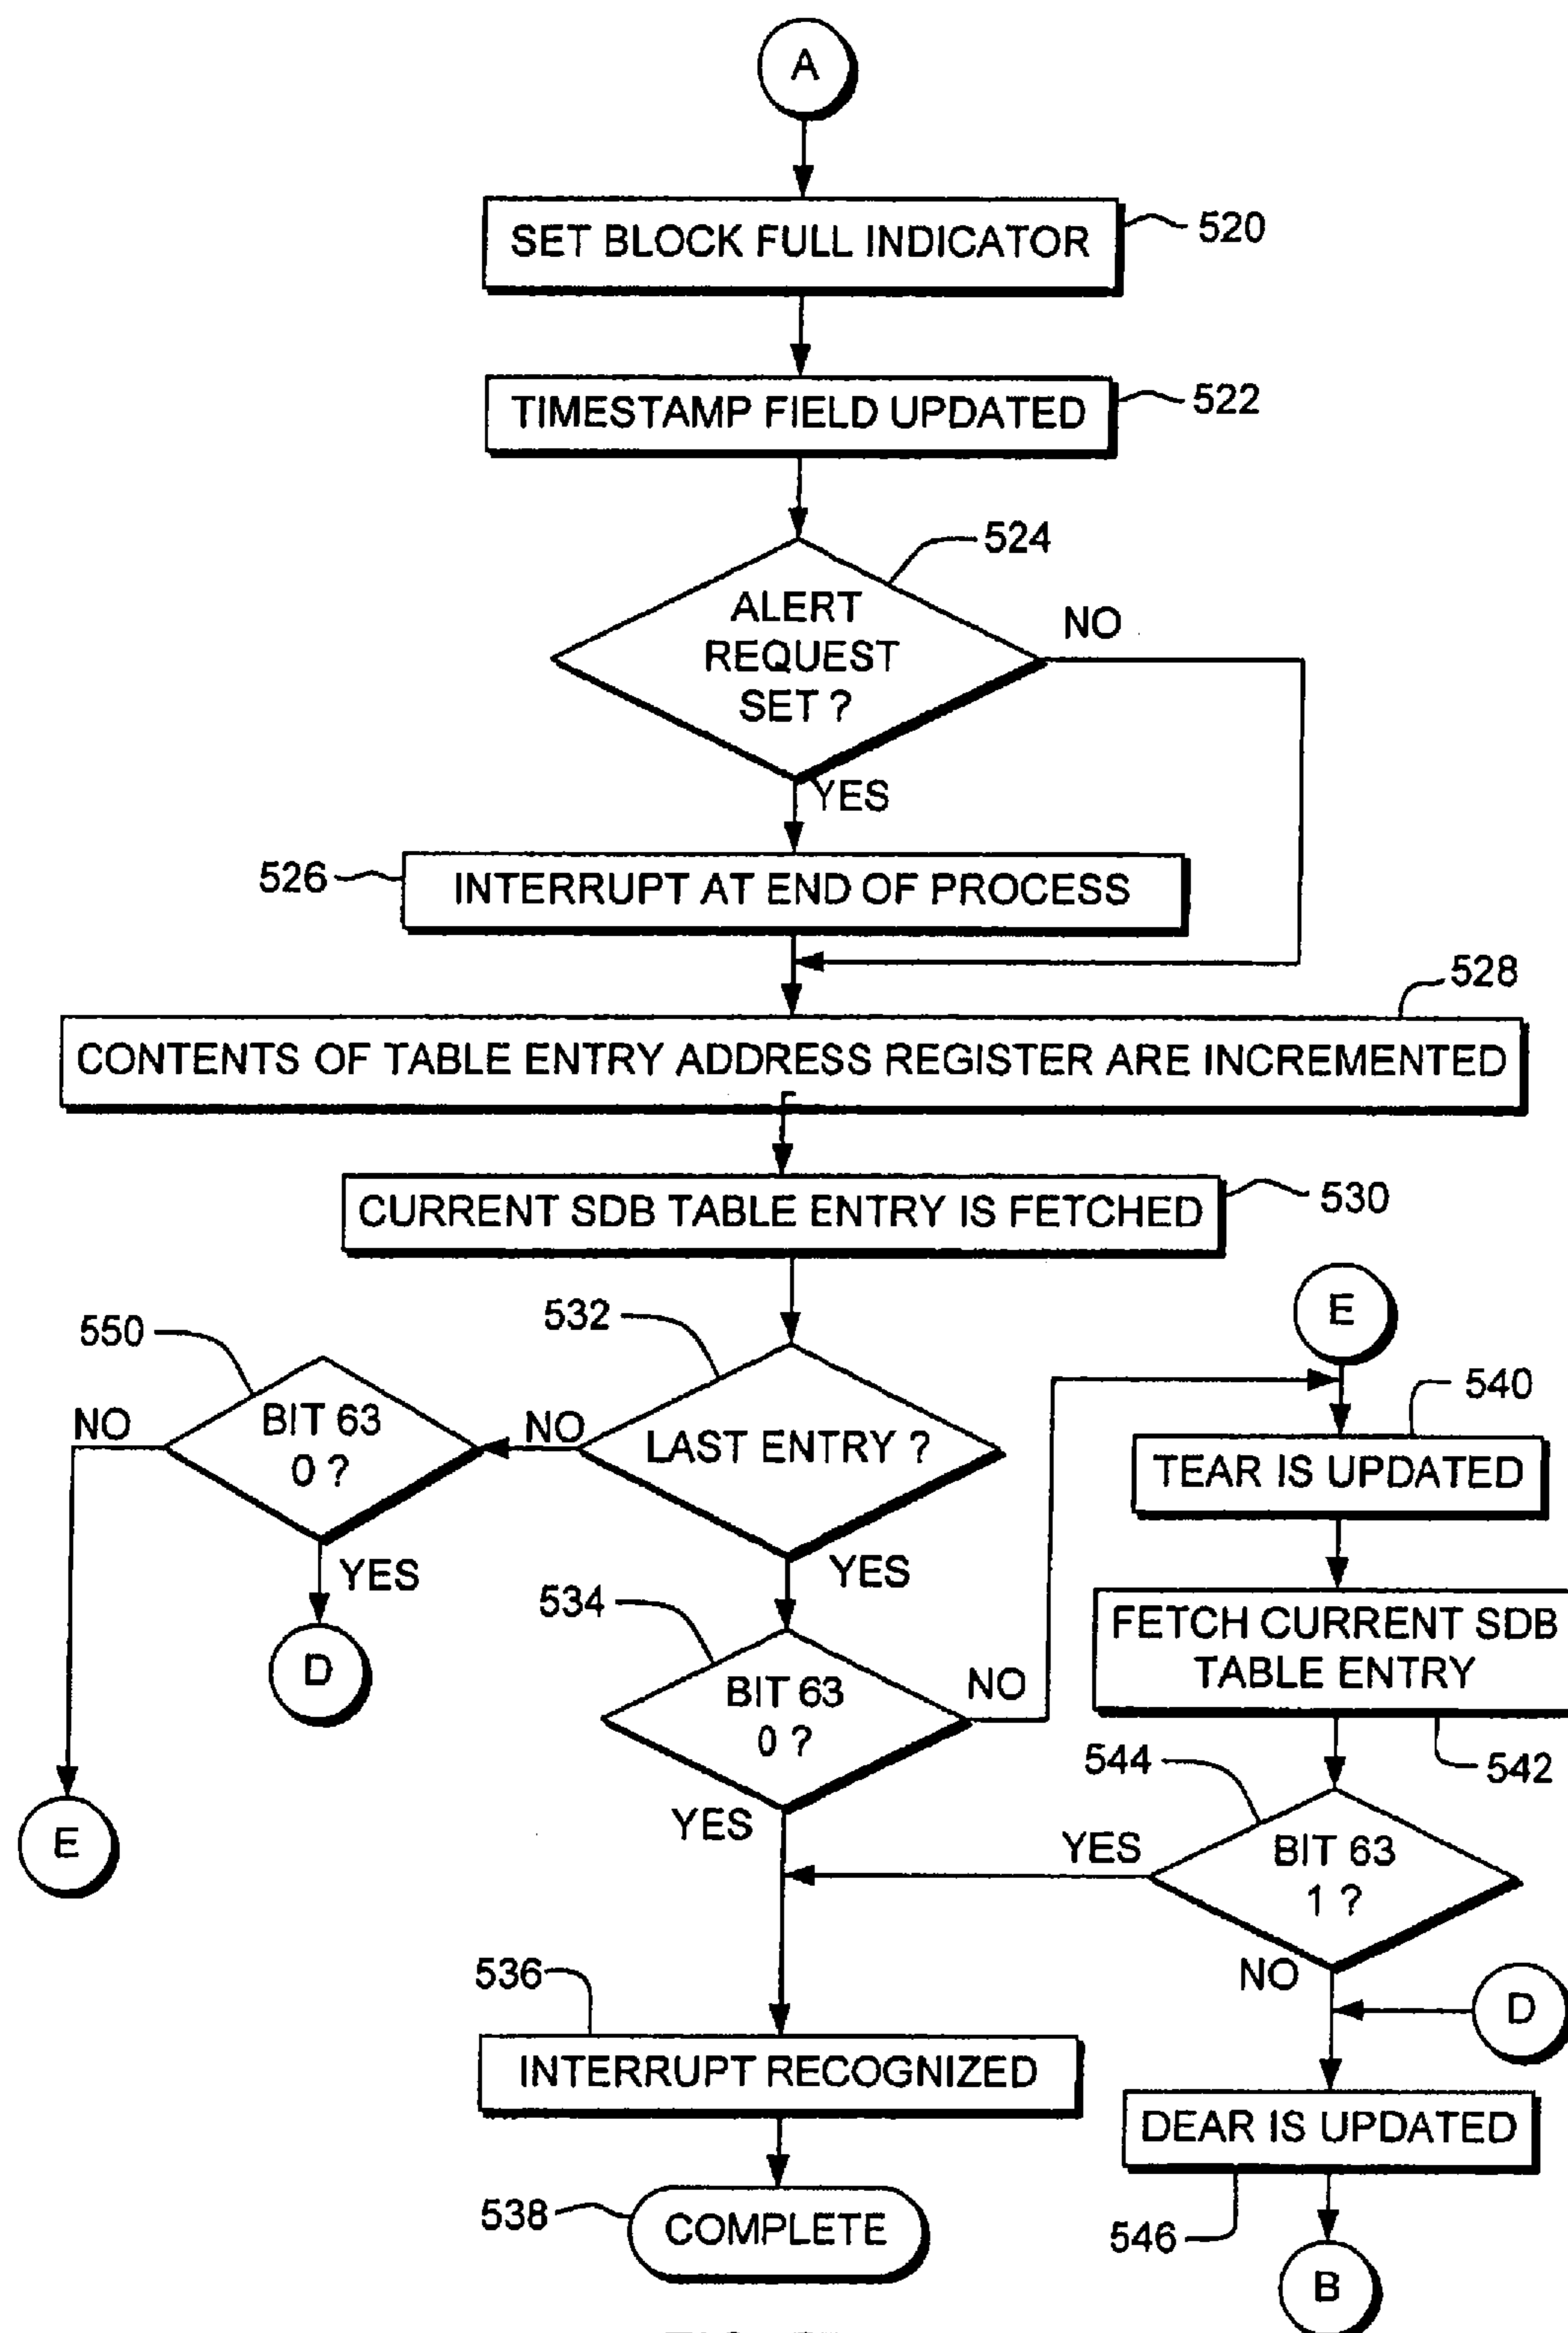 A
SET BLOCK FULL INDICATOR
520
TIMESTAMP FIELD UPDATED
522
524
ALERT
REQUEST
SET ?
NO
YES
526
INTERRUPT AT END OF PROCESS
528
CONTENTS OF TABLE ENTRY ADDRESS REGISTER ARE INCREMENTED
CURRENT SDB TABLE ENTRY IS FETCHED
530
E
532
550
540
NO
BIT 63
0 ?
NO
LAST ENTRY ?
TEAR IS UPDATED
YES
YES
534
D
FETCH CURRENT SDB
TABLE ENTRY
BIT 63
0 ?
NO
544
542
E
YES
YES
BIT 63
1 ?
536
NO
D
INTERRUPT RECOGNIZED
DEAR IS UPDATED
538
COMPLETE
546
B